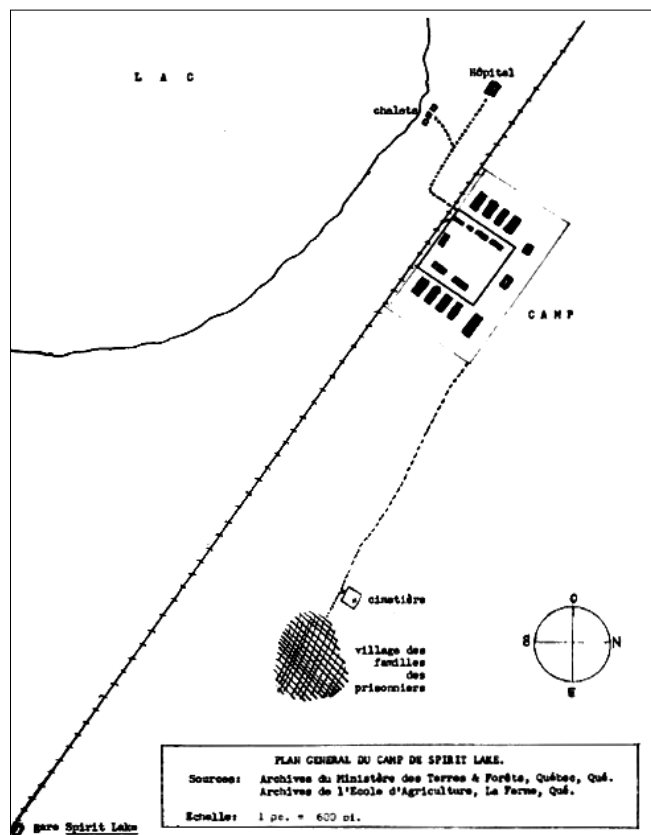 L A C
Hôpital
chalets
CAMP
cimetière
village des
familles
des
prisonniers
O
S N
E
PLAN GENERAL DU CAMP DE SPIRIT LAKE.
Sources: Archives du Ministère des Terres & Forêts, Québec, Qué.
Archives de l'Ecole d'Agriculture, La Ferme, Qué.
Echelle: 1 po. = 600 pi.
gare Spirit Lake